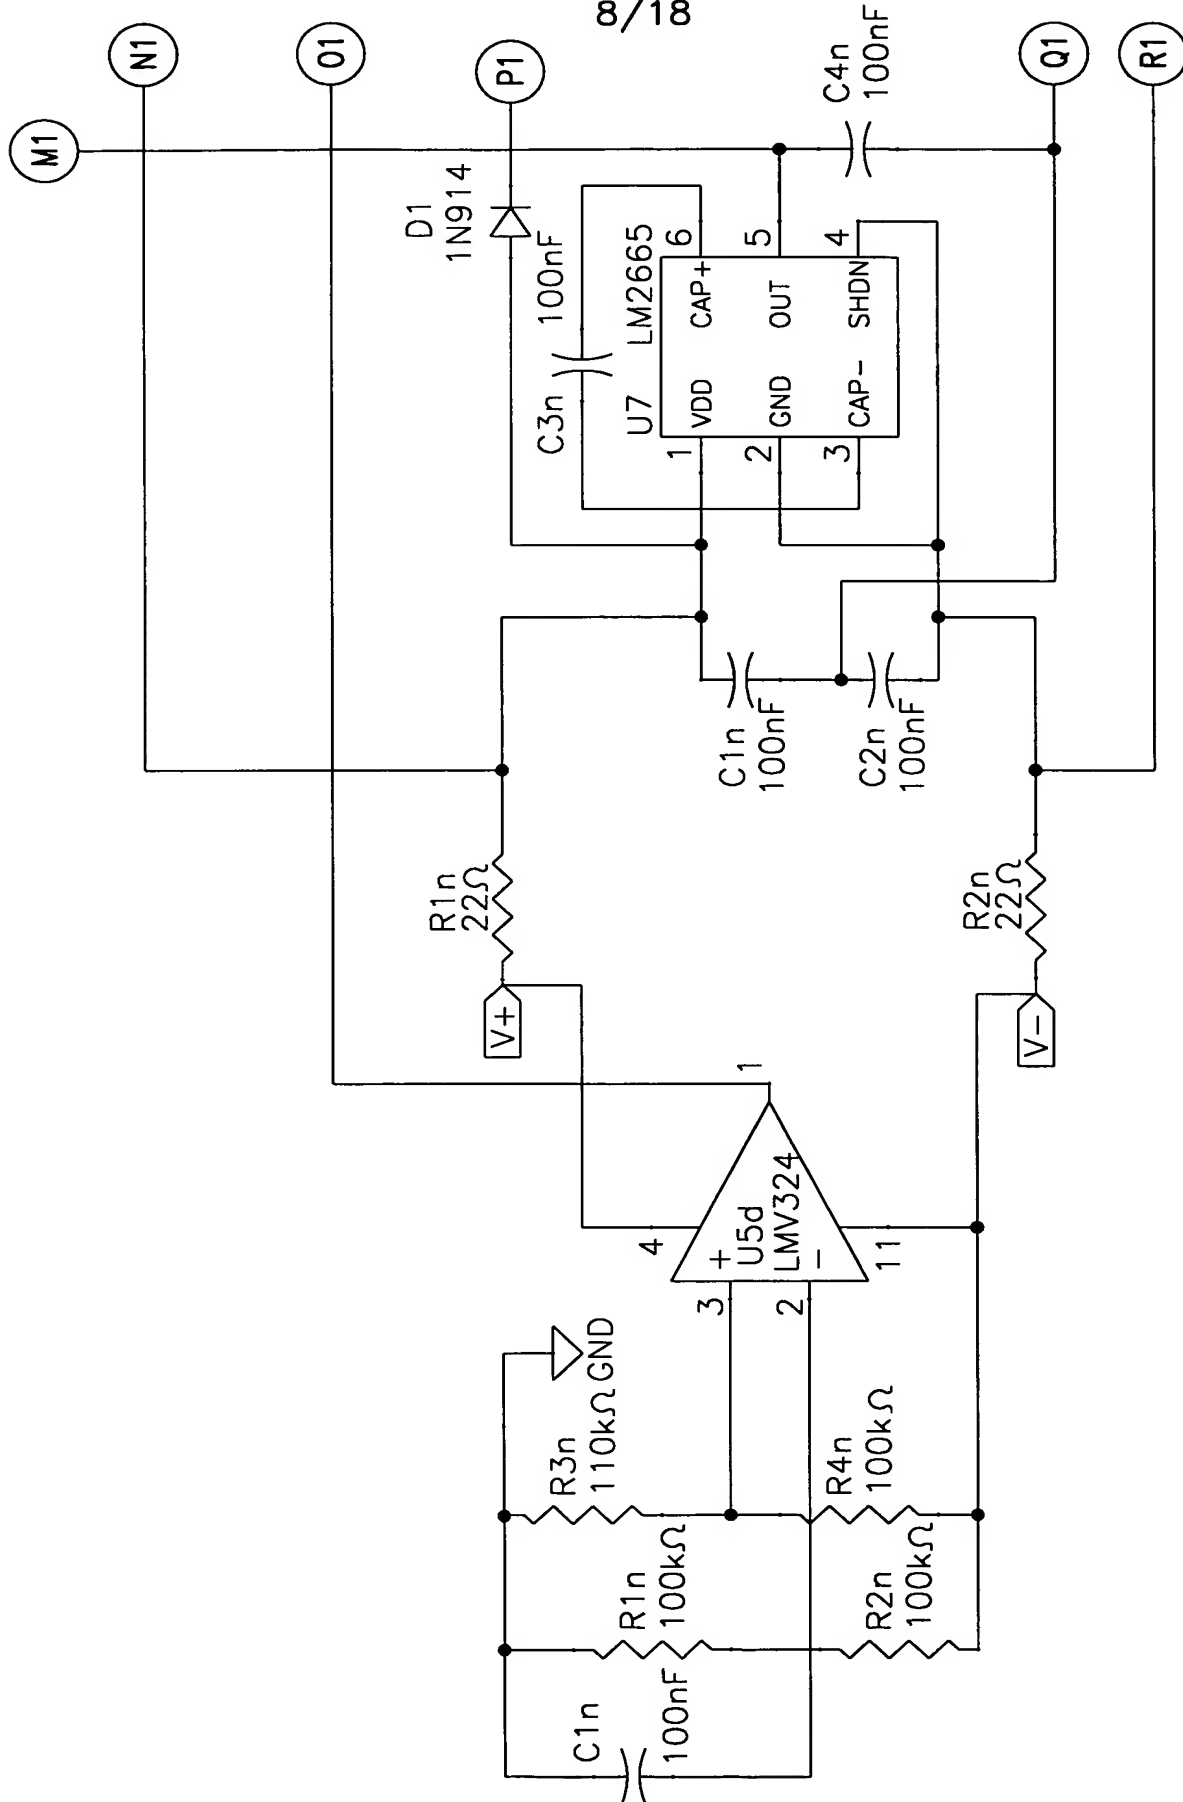 8/18
M1
N1
O1
P1
Q1
R1
D1
1N914
C3n
100nF
C4n
100nF
U7
LM2665
VDD
CAP+
GND
OUT
CAP-
SHDN
1
2
3
6
5
4
C1n
100nF
C2n
100nF
R1n
22Ω
R2n
22Ω
V+
V-
1
4
3
2
11
+
U5d
LMV324
-
GND
R3n
110kΩ
R4n
100kΩ
R1n
100kΩ
R2n
100kΩ
C1n
100nF